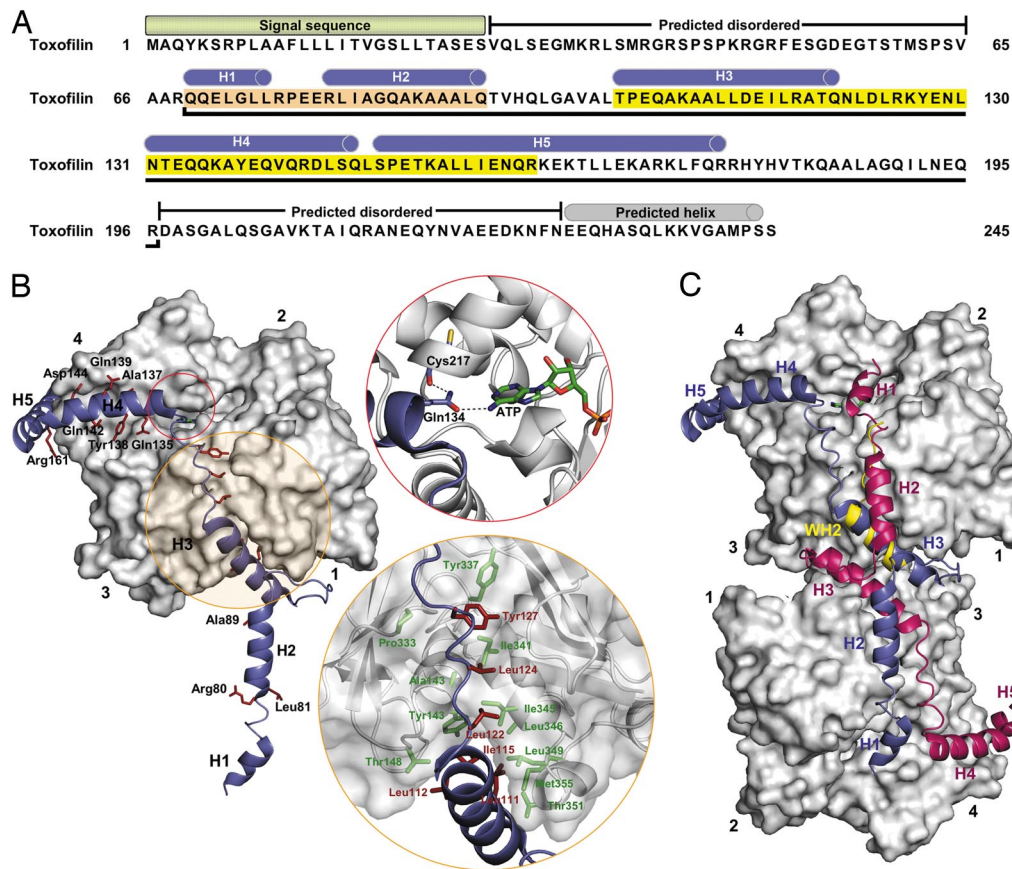 A
Signal sequence Predicted disordered
Toxofilin 1 MAQYKSRPLAAFLLLITVGSLLTASESVQLSEGMKRLSMRGRSPSPKRGRFESGDEGTSTMSPSV 65
H1 H2 H3
Toxofilin 66 AARQQELGLLRPEERLIAGQAKAAALQTVHQLGAVALTPEQAKAALLDEILRATQNLDLRKYENL 130
H4 H5
Toxofilin 131 NTEQQKAYEQVQRDLSQLSPETKALLIENQRKEKTLLEKARKLFQRRHYHVTKQAALAGQILNEQ 195
Predicted disordered Predicted helix
Toxofilin 196 RDASGALQSGAVKTAIQRANEQYNVAEEDKNFNEEQHASQLKKVGAMPSS 245
B
4
2
Gln139
Asp144
Ala137
H5
H4
Gln142
Tyr138
Gln135
Arg161
H3
3
1
Ala89
H2
Arg80
Leu81
H1
Cys217
Gln134
ATP
Tyr337
Tyr127
Pro333
Ile341
Leu124
Ala143
Ile345
Tyr143
Leu346
Leu122
Ile115
Leu349
Thr148
Met355
Leu112
Thr351
C
4
2
H4
H5
H1
H2
WH2
H3
3
1
H3
1
3
H2
H5
H1
H4
2
4